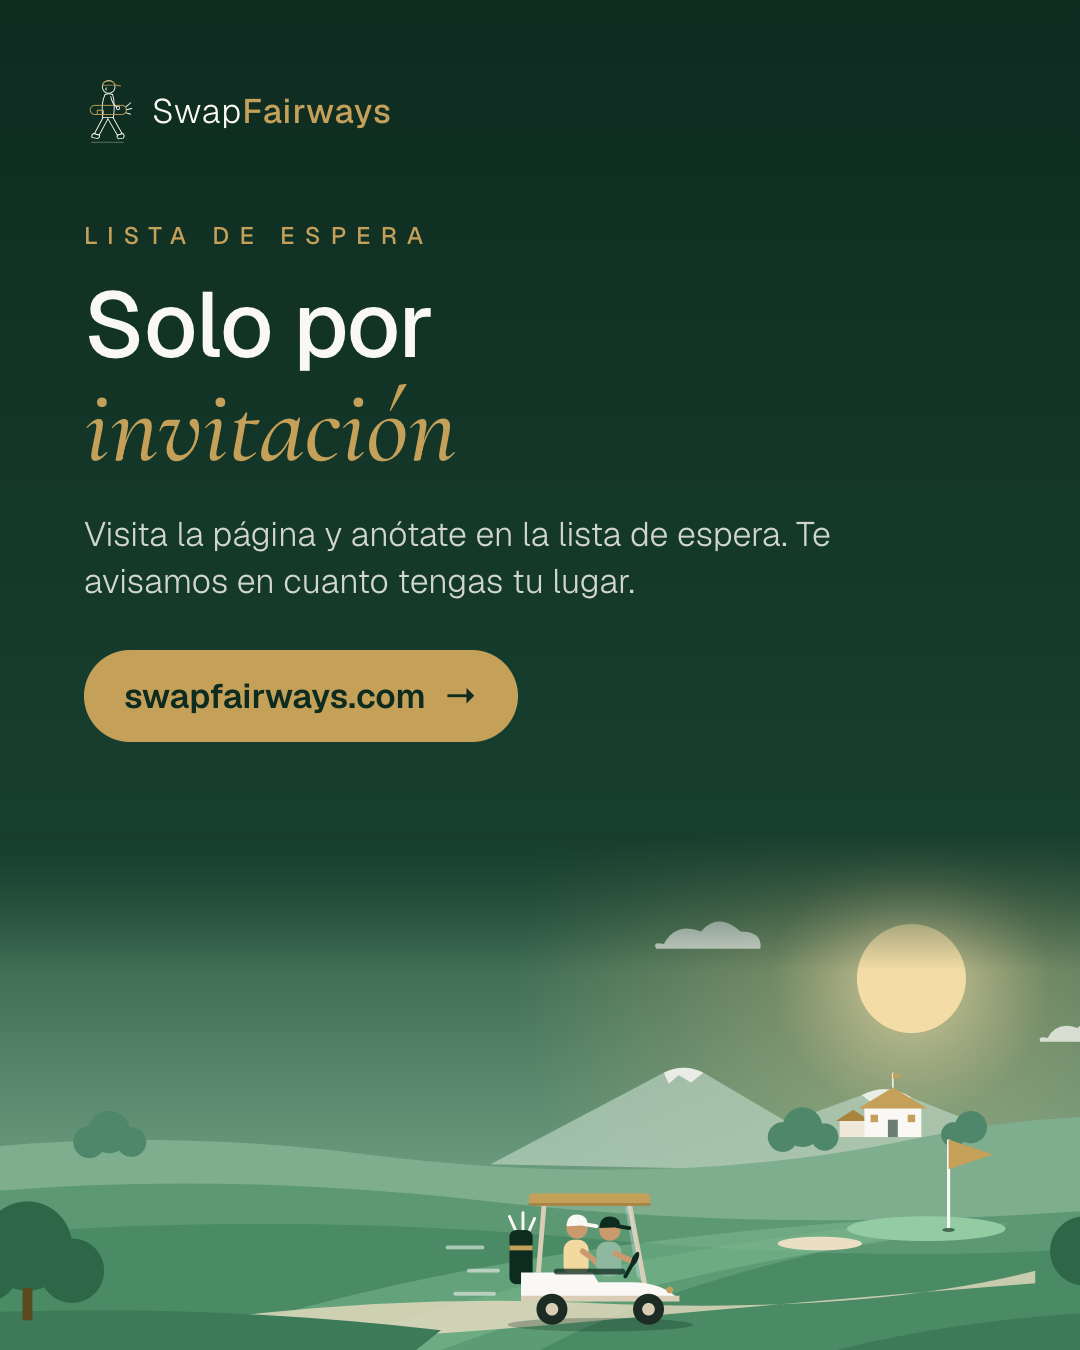 SwapFairways
LISTA DE ESPERA
Solo por
invitación
Visita la página y anótate en la lista de espera. Te
avisamos en cuanto tengas tu lugar.
swapfairways.com →